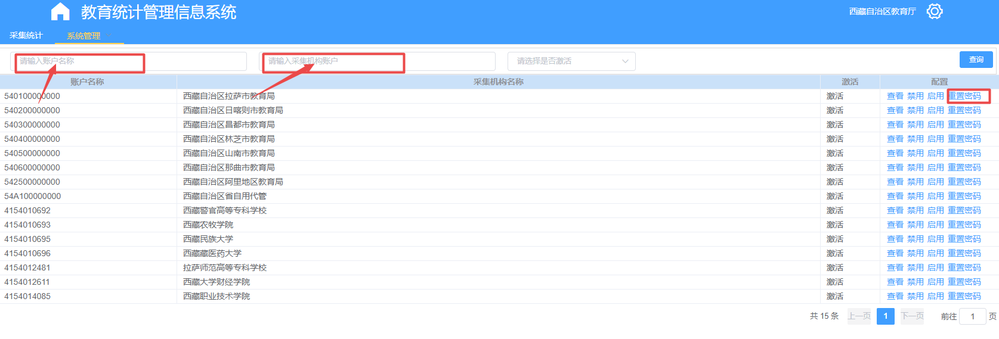 教育统计管理信息系统 西藏自治区教育厅
采集统计 系统管理
请输入账户名称 请输入采集机构账户 请选择是否激活 查询
账户名称 采集机构名称 激活 配置
540100000000 西藏自治区拉萨市教育局 激活 查看 禁用 启用 重置密码
540200000000 西藏自治区日喀则市教育局 激活 查看 禁用 启用 重置密码
540300000000 西藏自治区昌都市教育局 激活 查看 禁用 启用 重置密码
540400000000 西藏自治区林芝市教育局 激活 查看 禁用 启用 重置密码
540500000000 西藏自治区山南市教育局 激活 查看 禁用 启用 重置密码
540600000000 西藏自治区那曲市教育局 激活 查看 禁用 启用 重置密码
542500000000 西藏自治区阿里地区教育局 激活 查看 禁用 启用 重置密码
54A100000000 西藏自治区省自用代管 激活 查看 禁用 启用 重置密码
4154010692 西藏警官高等专科学校 激活 查看 禁用 启用 重置密码
4154010693 西藏农牧学院 激活 查看 禁用 启用 重置密码
4154010695 西藏民族大学 激活 查看 禁用 启用 重置密码
4154010696 西藏藏医药大学 激活 查看 禁用 启用 重置密码
4154012481 拉萨师范高等专科学校 激活 查看 禁用 启用 重置密码
4154012611 西藏大学财经学院 激活 查看 禁用 启用 重置密码
4154014085 西藏职业技术学院 激活 查看 禁用 启用 重置密码
共 15 条 上一页 1 下一页 前往 1 页